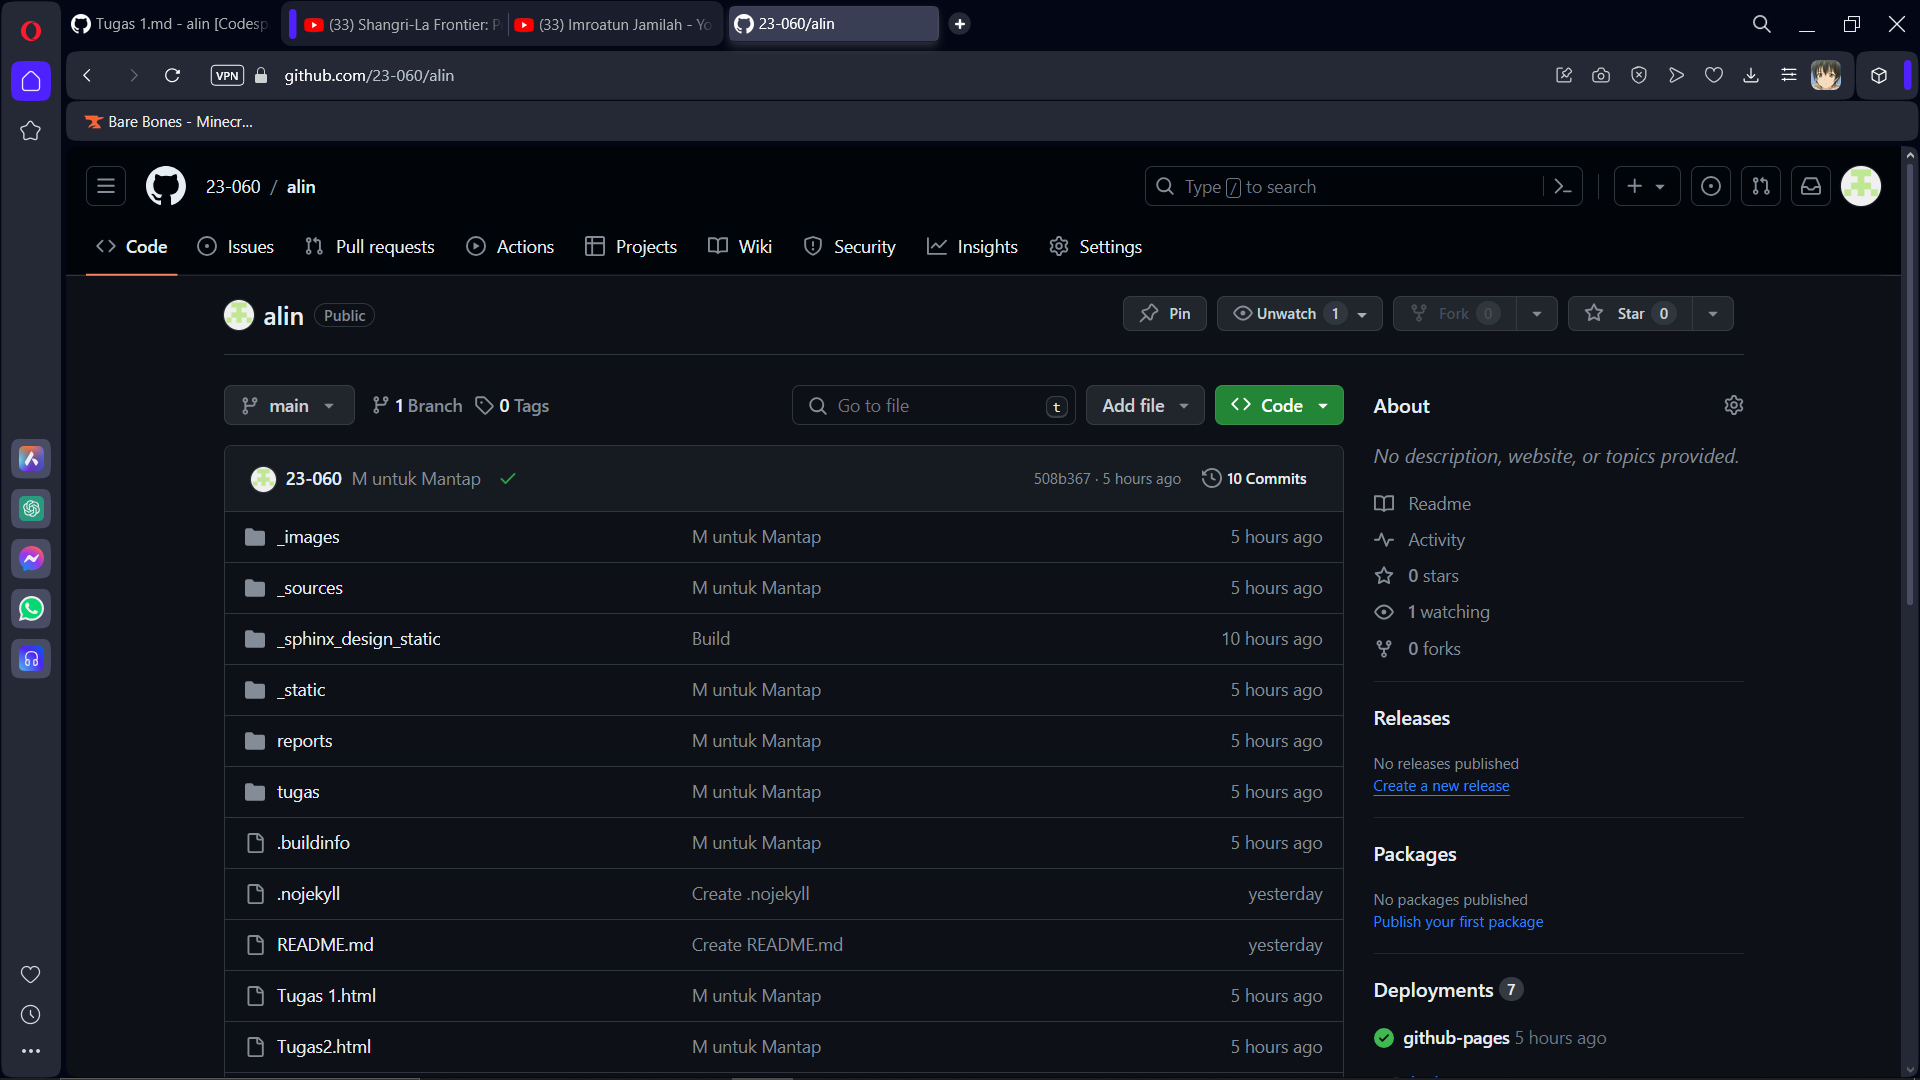 Tugas 1.md - alin [Codesp
(33) Shangri-La Frontier: P
(33) Imroatun Jamilah - Yo
23-060/alin
VPN
github.com/23-060/alin
Bare Bones - Minecr...
23-060 / alin
Type / to search
Code
Issues
Pull requests
Actions
Projects
Wiki
Security
Insights
Settings
alin
Public
Pin
Unwatch 1
Fork 0
Star 0
main
1 Branch
0 Tags
Go to file
t
Add file
Code
About
No description, website, or topics provided.
23-060 M untuk Mantap
508b367 · 5 hours ago
10 Commits
Readme
_images M untuk Mantap 5 hours ago
Activity
_sources M untuk Mantap 5 hours ago
0 stars
1 watching
_sphinx_design_static Build 10 hours ago
0 forks
_static M untuk Mantap 5 hours ago
Releases
reports M untuk Mantap 5 hours ago
No releases published
Create a new release
tugas M untuk Mantap 5 hours ago
.buildinfo M untuk Mantap 5 hours ago
Packages
.nojekyll Create .nojekyll yesterday
No packages published
Publish your first package
README.md Create README.md yesterday
Tugas 1.html M untuk Mantap 5 hours ago
Deployments 7
github-pages 5 hours ago
Tugas2.html M untuk Mantap 5 hours ago